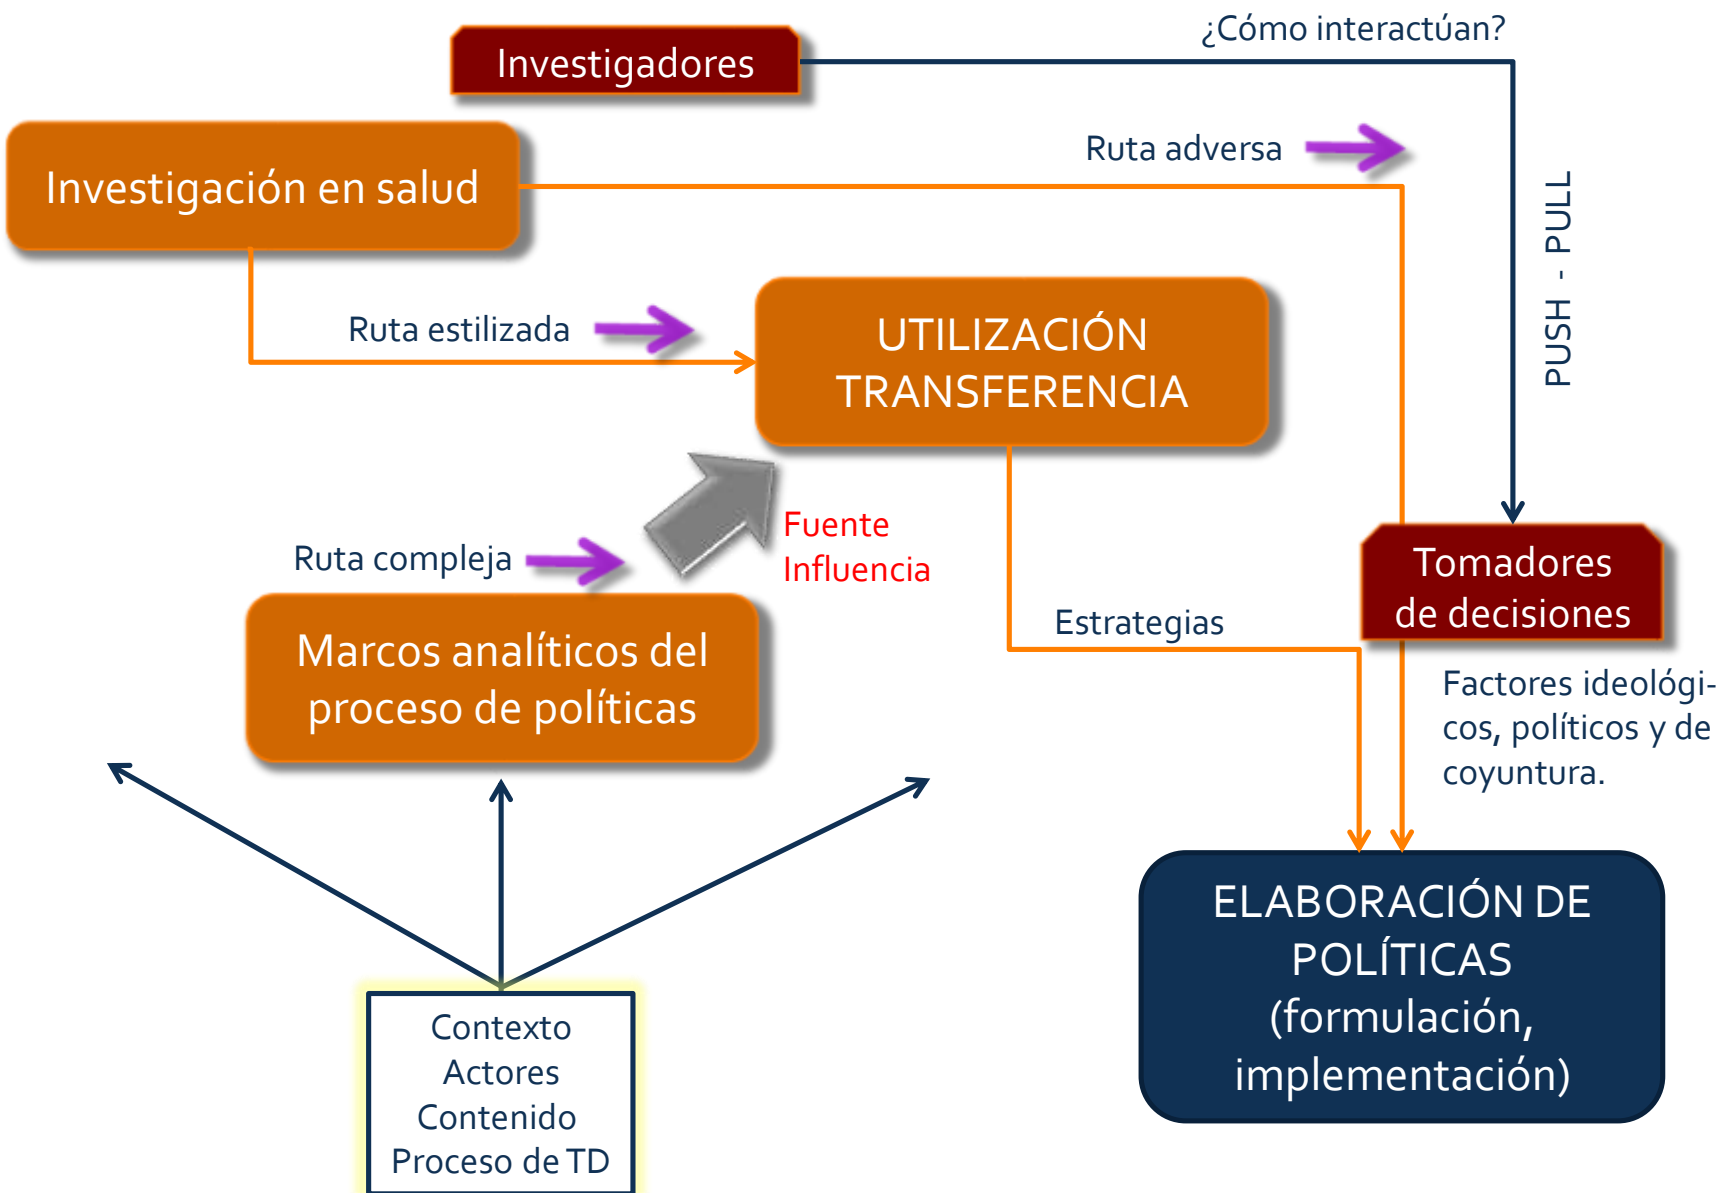 ¿Cómo interactúan?
Investigadores
Ruta adversa
Investigación en salud
PUSH - PULL
Ruta estilizada
UTILIZACIÓN
TRANSFERENCIA
Fuente
Influencia
Ruta compleja
Tomadores
de decisiones
Estrategias
Marcos analíticos del
proceso de políticas
Factores ideológi-
cos, políticos y de
coyuntura.
ELABORACIÓN DE
POLÍTICAS
(formulación,
implementación)
Contexto
Actores
Contenido
Proceso de TD